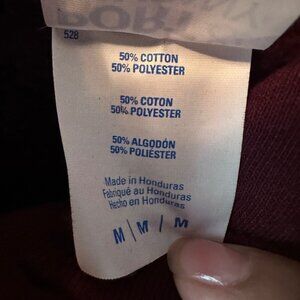 PORT
528
50% COTTON
50% POLYESTER
50% COTON
50% POLYESTER
50% ALGODÓN
50% POLIÉSTER
Made in Honduras
Fabriqué au Honduras
Hecho en Honduras
M / M / M